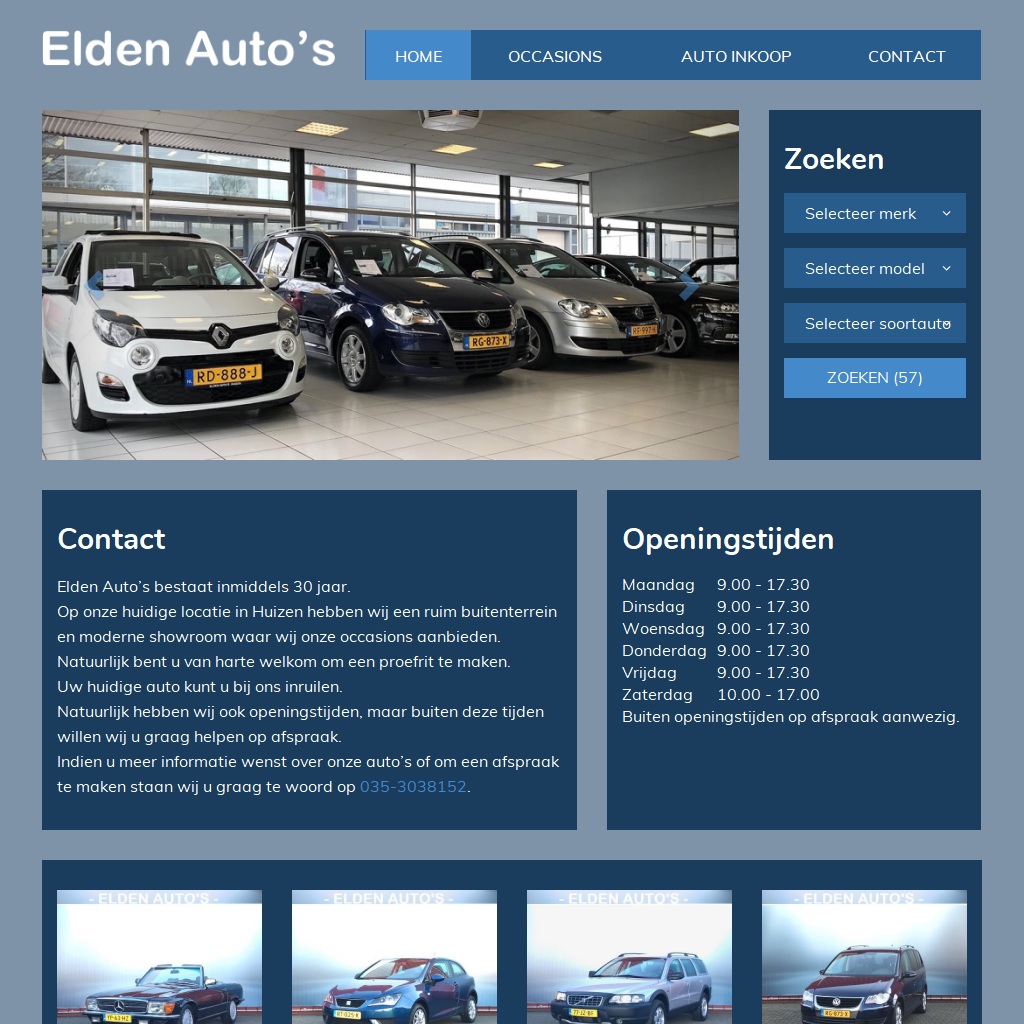 Elden Auto's
HOME OCCASIONS AUTO INKOOP CONTACT
RD-888-J
RG-873-X
Zoeken
Selecteer merk
Selecteer model
Selecteer soortauto
ZOEKEN (57)
Contact
Elden Auto's bestaat inmiddels 30 jaar.
Op onze huidige locatie in Huizen hebben wij een ruim buitenterrein
en moderne showroom waar wij onze occasions aanbieden.
Natuurlijk bent u van harte welkom om een proefrit te maken.
Uw huidige auto kunt u bij ons inruilen.
Natuurlijk hebben wij ook openingstijden, maar buiten deze tijden
willen wij u graag helpen op afspraak.
Indien u meer informatie wenst over onze auto's of om een afspraak
te maken staan wij u graag te woord op 035-3038152.
Openingstijden
Maandag 9.00 - 17.30
Dinsdag 9.00 - 17.30
Woensdag 9.00 - 17.30
Donderdag 9.00 - 17.30
Vrijdag 9.00 - 17.30
Zaterdag 10.00 - 17.00
Buiten openingstijden op afspraak aanwezig.
- ELDEN AUTO'S -
- ELDEN AUTO'S -
- ELDEN AUTO'S -
- ELDEN AUTO'S -
RG-873-X